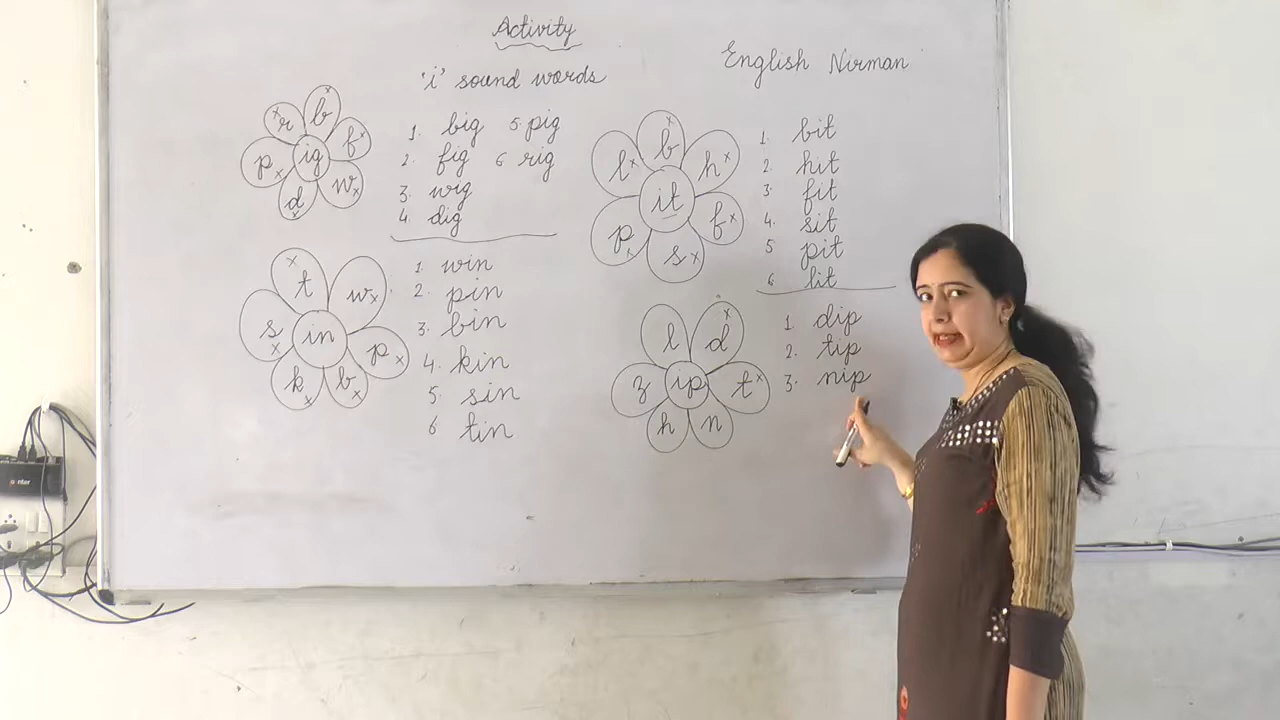 Activity
'i' sound words
English Nirman
r
b
f
p
ig
w
d
1. big 5. pig
2. fig 6 rig
3. wig
4. dig
t
w
s
in
p
k
b
1. win
2. pin
3. bin
4. kin
5. sin
6 tin
b
l
h
it
p
f
s
1. bit
2. hit
3. fit
4. sit
5 pit
6 lit
l
d
z
ip
t
h
n
1. dip
2. tip
3. nip